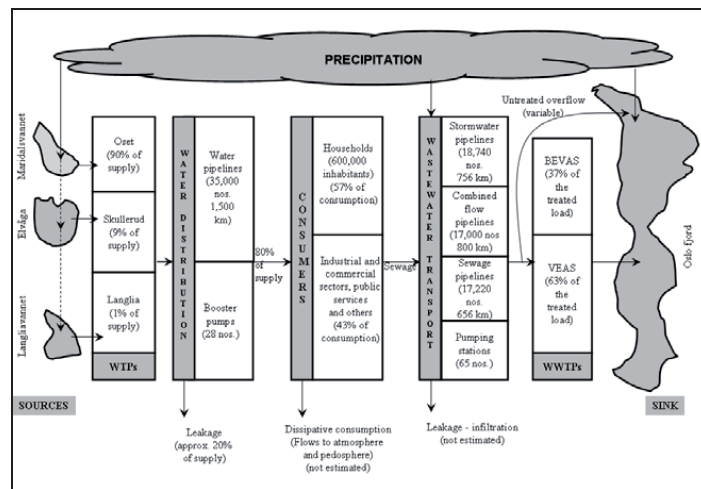 PRECIPITATION
Maridalsvannet
Elvåga
Langliavannet
SOURCES
Oset
(90% of
supply)
Skullerud
(9% of
supply)
Langlia
(1% of
supply)
WTPs
WATER DISTRIBUTION
Water
pipelines
(35,000
nos.
1,500
km)
Booster
pumps
(28 nos.)
Leakage
(approx. 20%
of supply)
80%
of
supply
CONSUMERS
Households
(600,000
inhabitants)
(57% of
consumption)
Industrial and
commercial
sectors, public
services
and others
(43% of
consumption)
Dissipative consumption
(Flows to atmosphere
and pedosphere)
(not estimated)
Sewage
WASTEWATER TRANSPORT
Stormwater
pipelines
(18,740
nos.
756 km)
Combined
flow
pipelines
(17,000 nos
800 km)
Sewage
pipelines
(17,220
nos.
656 km)
Pumping
stations
(65 nos.)
Leakage - infiltration
(not estimated)
Untreated overflow
(variable)
BEVAS
(37% of
the
treated
load)
VEAS
(63% of
the
treated
load)
WWTPs
Oslo fjord
SINK